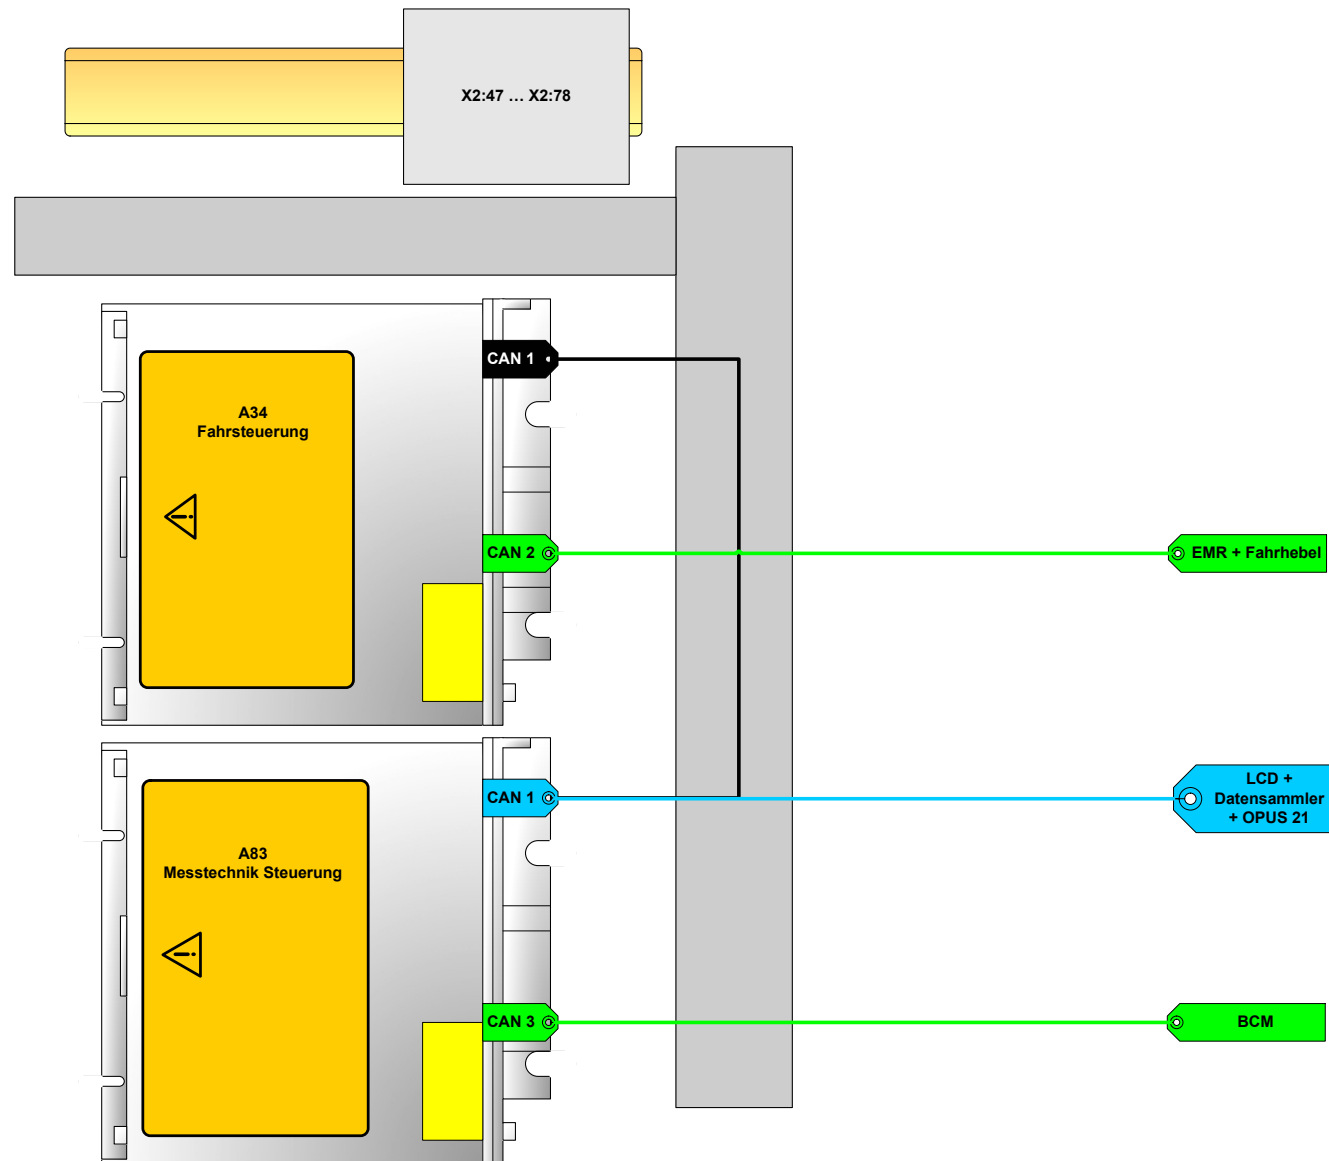 X2:47 … X2:78
CAN 1
A34
Fahrsteuerung
CAN 2
EMR + Fahrhebel
CAN 1
LCD +
Datensammler
+ OPUS 21
A83
Messtechnik Steuerung
CAN 3
BCM